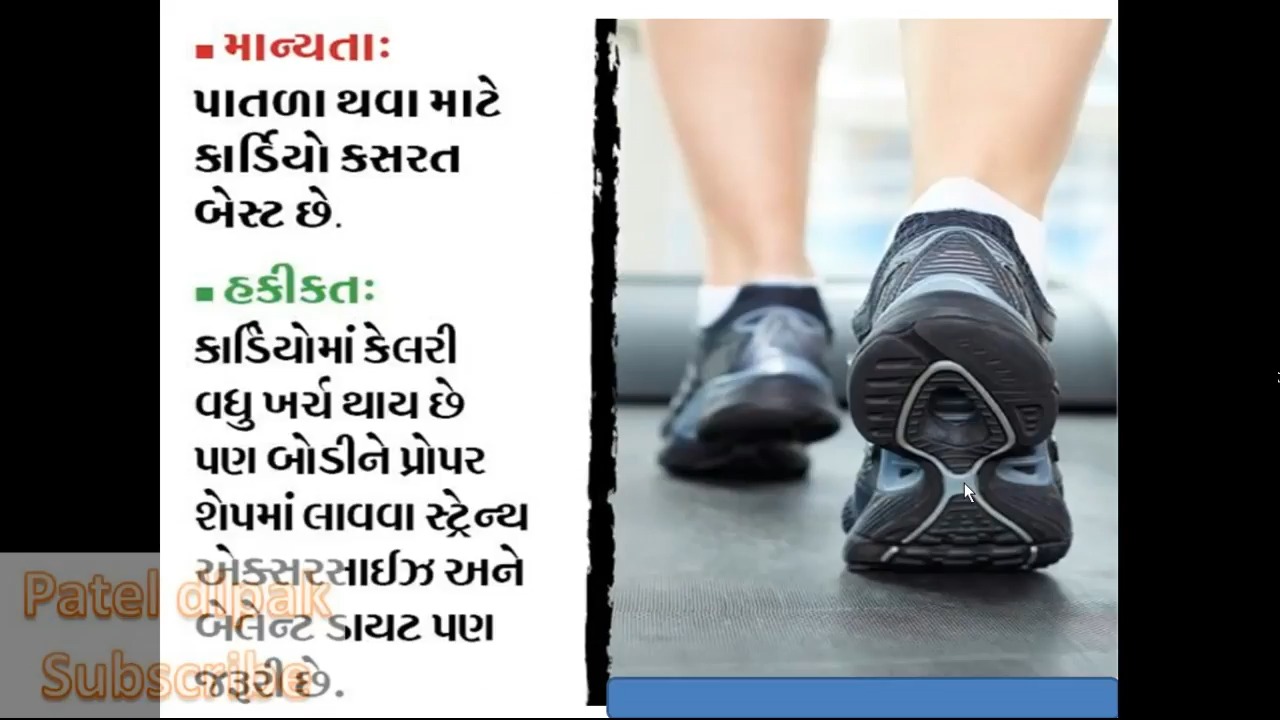 માન્યતાઃ
પાતળા થવા માટે
કાર્ડિયો કસરત
બેસ્ટ છે.
હકીકતઃ
કાર્ડિયોમાં કેલરી
વધુ ખર્ચ થાય છે
પણ બોડીને પ્રોપર
શેપમાં લાવવા સ્ટ્રેન્થ
એક્સરસાઈઝ અને
બેલેન્ટ ડાયટ પણ
જરૂરી છે.
Patel dipak
Subscribe